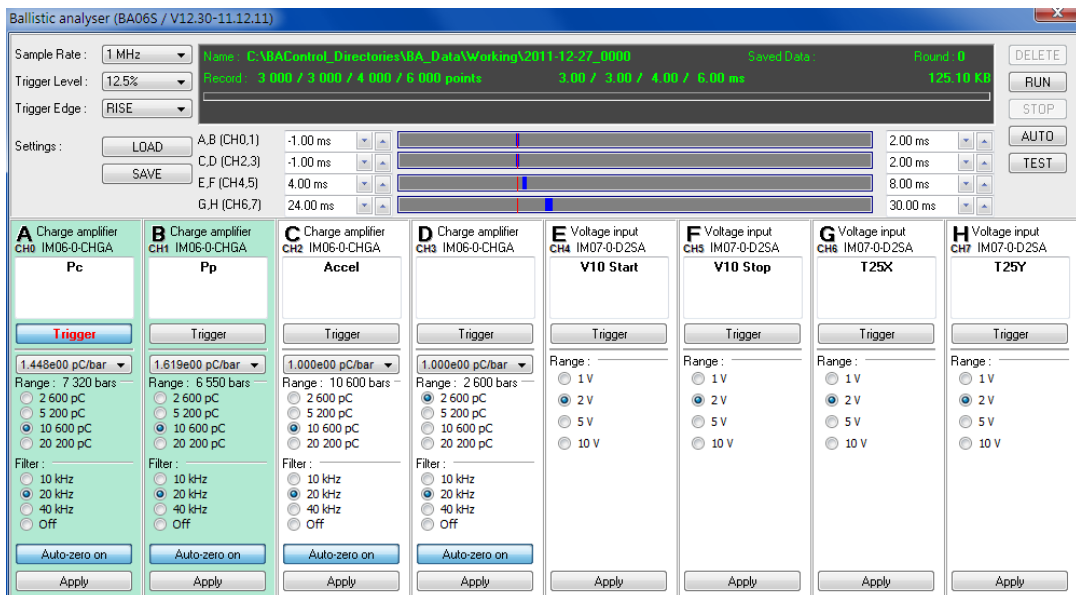 Ballistic analyser (BA06S / V12.30-11.12.11)
Sample Rate : 1 MHz
Trigger Level : 12.5%
Trigger Edge : RISE
Name : C:\BAControl_Directories\BA_Data\Working\2011-12-27_0000 Saved Data : Round : 0
Record : 3 000 / 3 000 / 4 000 / 6 000 points 3.00 / 3.00 / 4.00 / 6.00 ms 125.10 KB
DELETE
RUN
STOP
AUTO
TEST
Settings : LOAD
SAVE
A,B (CH0,1) -1.00 ms 2.00 ms
C,D (CH2,3) -1.00 ms 2.00 ms
E,F (CH4,5) 4.00 ms 8.00 ms
G,H (CH6,7) 24.00 ms 30.00 ms
A Charge amplifier
CH0 IM06-0-CHGA
Pc
Trigger
1.448e00 pC/bar
Range : 7 320 bars
2 600 pC
5 200 pC
10 600 pC
20 200 pC
Filter :
10 kHz
20 kHz
40 kHz
Off
Auto-zero on
Apply
B Charge amplifier
CH1 IM06-0-CHGA
Pp
Trigger
1.619e00 pC/bar
Range : 6 550 bars
2 600 pC
5 200 pC
10 600 pC
20 200 pC
Filter :
10 kHz
20 kHz
40 kHz
Off
Auto-zero on
Apply
C Charge amplifier
CH2 IM06-0-CHGA
Accel
Trigger
1.000e00 pC/bar
Range : 10 600 bars
2 600 pC
5 200 pC
10 600 pC
20 200 pC
Filter :
10 kHz
20 kHz
40 kHz
Off
Auto-zero on
Apply
D Charge amplifier
CH3 IM06-0-CHGA
Trigger
1.000e00 pC/bar
Range : 2 600 bars
2 600 pC
5 200 pC
10 600 pC
20 200 pC
Filter :
10 kHz
20 kHz
40 kHz
Off
Auto-zero on
Apply
E Voltage input
CH4 IM07-0-D2SA
V10 Start
Trigger
Range :
1 V
2 V
5 V
10 V
Apply
F Voltage input
CH5 IM07-0-D2SA
V10 Stop
Trigger
Range :
1 V
2 V
5 V
10 V
Apply
G Voltage input
CH6 IM07-0-D2SA
T25X
Trigger
Range :
1 V
2 V
5 V
10 V
Apply
H Voltage input
CH7 IM07-0-D2SA
T25Y
Trigger
Range :
1 V
2 V
5 V
10 V
Apply